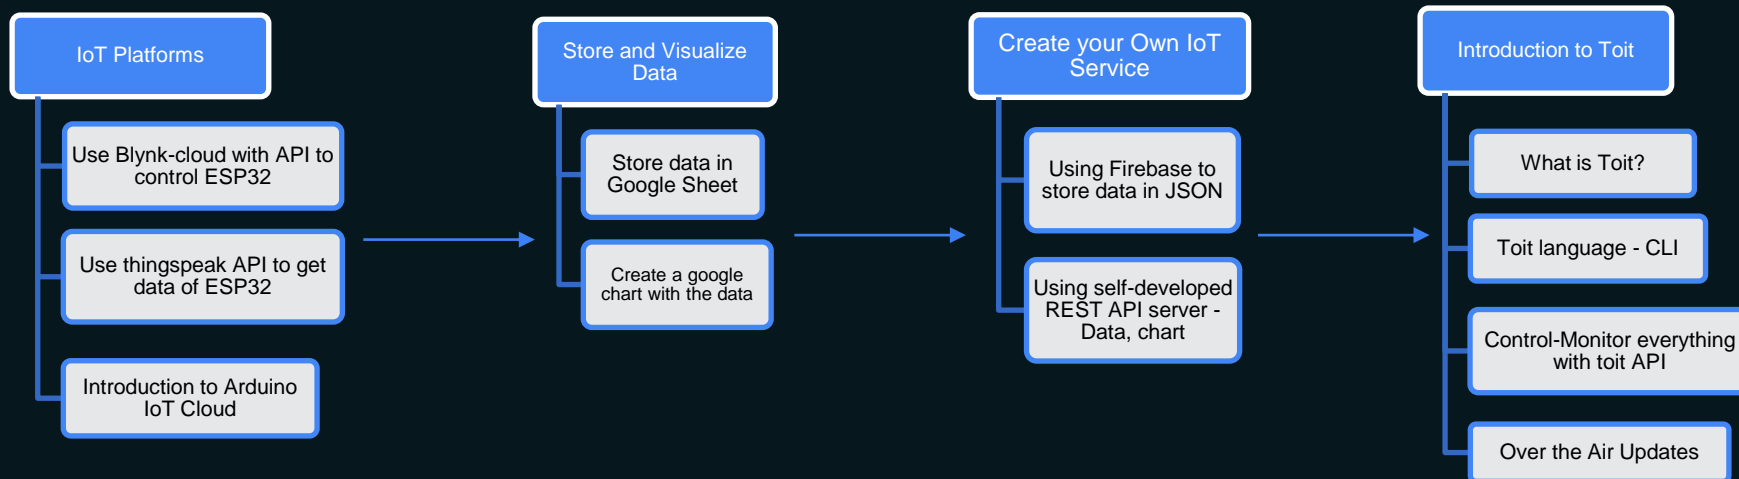 IoT Platforms
Use Blynk-cloud with API to
control ESP32
Use thingspeak API to get
data of ESP32
Introduction to Arduino
IoT Cloud
Store and Visualize
Data
Store data in
Google Sheet
Create a google
chart with the data
Create your Own IoT
Service
Using Firebase to
store data in JSON
Using self-developed
REST API server -
Data, chart
Introduction to Toit
What is Toit?
Toit language - CLI
Control-Monitor everything
with toit API
Over the Air Updates